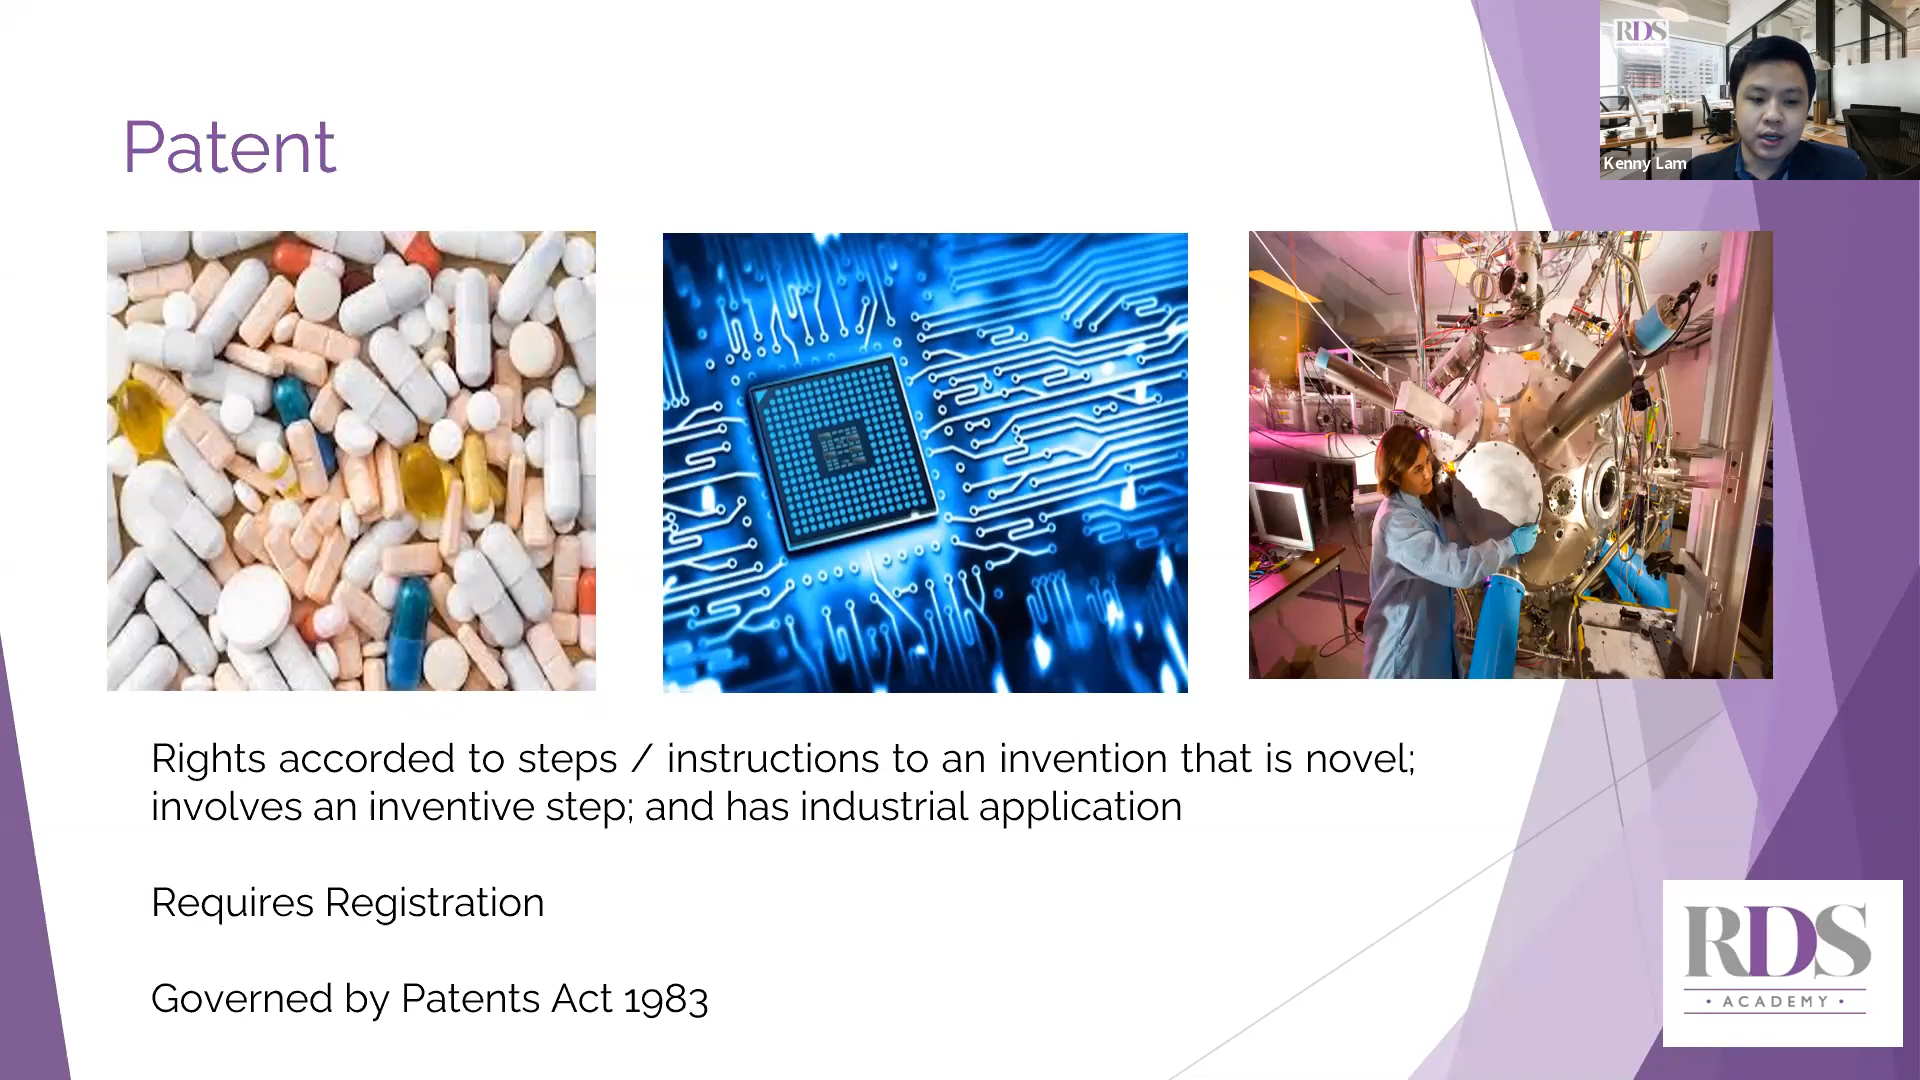 RDS
Kenny Lam
Patent
Rights accorded to steps / instructions to an invention that is novel;
involves an inventive step; and has industrial application
Requires Registration
Governed by Patents Act 1983
RDS
• ACADEMY •